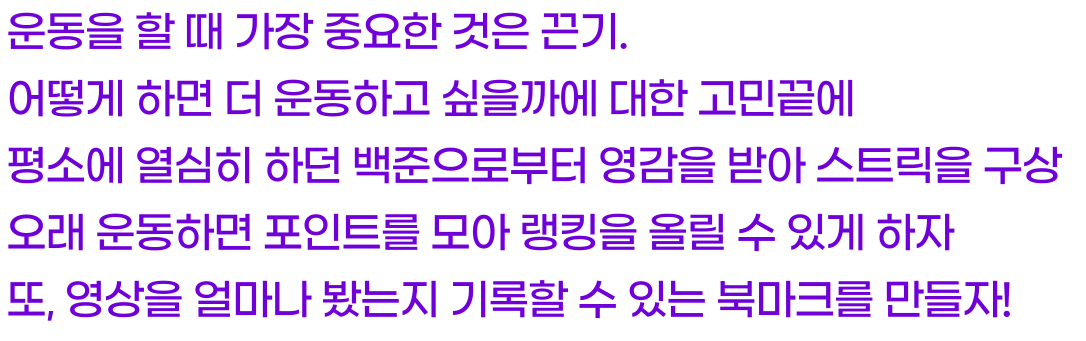 운동을 할 때 가장 중요한 것은 끈기.
어떻게 하면 더 운동하고 싶을까에 대한 고민끝에
평소에 열심히 하던 백준으로부터 영감을 받아 스트릭을 구상
오래 운동하면 포인트를 모아 랭킹을 올릴 수 있게 하자
또, 영상을 얼마나 봤는지 기록할 수 있는 북마크를 만들자!